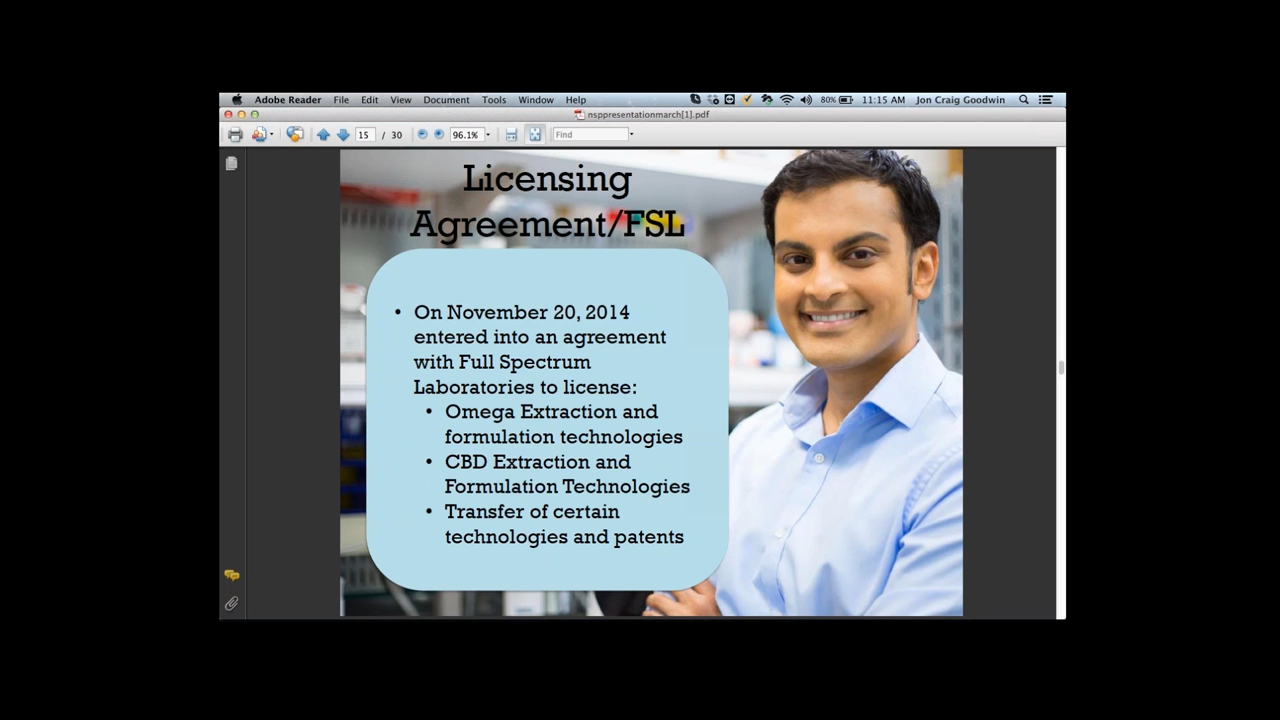 Adobe Reader File Edit View Document Tools Window Help 80% 11:15 AM Jon Craig Goodwin
nsppresentationmarch[1].pdf
15 / 30 96.1% Find
Licensing
Agreement/FSL
• On November 20, 2014
entered into an agreement
with Full Spectrum
Laboratories to license:
• Omega Extraction and
formulation technologies
• CBD Extraction and
Formulation Technologies
• Transfer of certain
technologies and patents